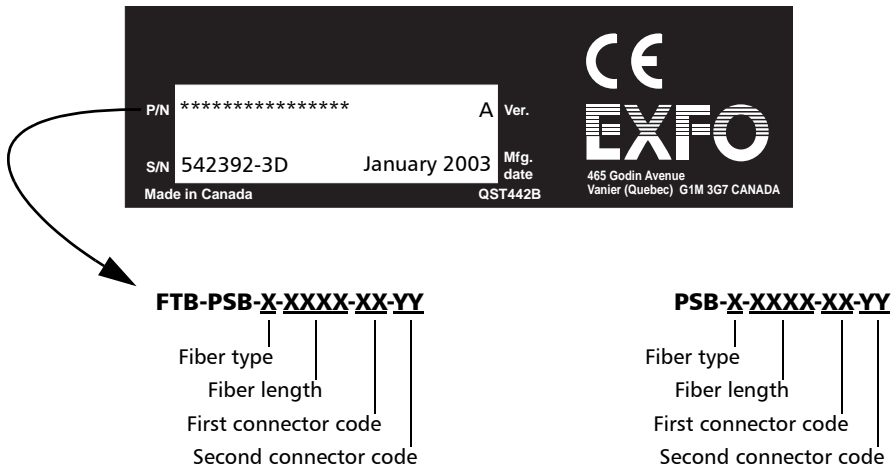 CE
EXFO
P/N *************** A Ver.
S/N 542392-3D January 2003 Mfg. date
465 Godin Avenue
Vanier (Quebec) G1M 3G7 CANADA
Made in Canada QST442B
FTB-PSB-X-XXXX-XX-YY
Fiber type
Fiber length
First connector code
Second connector code
PSB-X-XXXX-XX-YY
Fiber type
Fiber length
First connector code
Second connector code